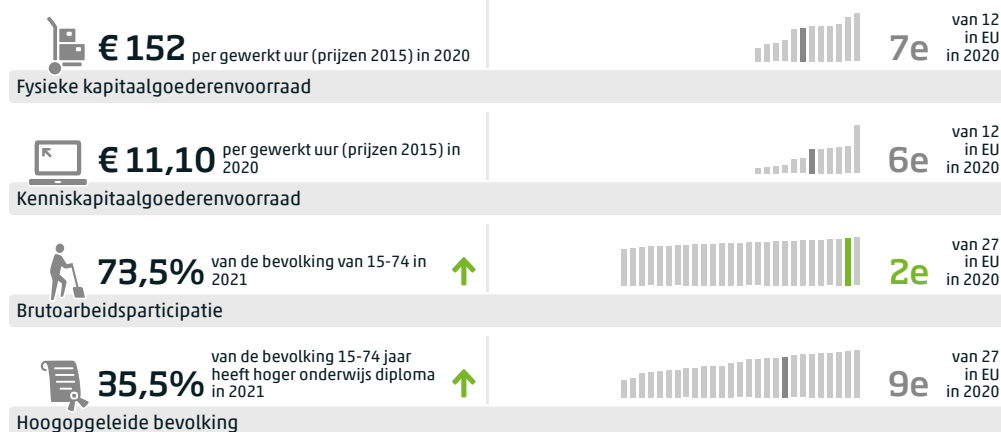 € 152 per gewerkt uur (prijzen 2015) in 2020
7e
van 12
in EU
in 2020
Fysieke kapitaalgoederenvoorraad
€ 11,10 per gewerkt uur (prijzen 2015) in
2020
6e
van 12
in EU
in 2020
Kenniskapitaalgoederenvoorraad
73,5% van de bevolking van 15-74 in
2021
2e
van 27
in EU
in 2020
Brutoarbeidsparticipatie
35,5% van de bevolking 15-74 jaar
heeft hoger onderwijs diploma
in 2021
9e
van 27
in EU
in 2020
Hoogopgeleide bevolking